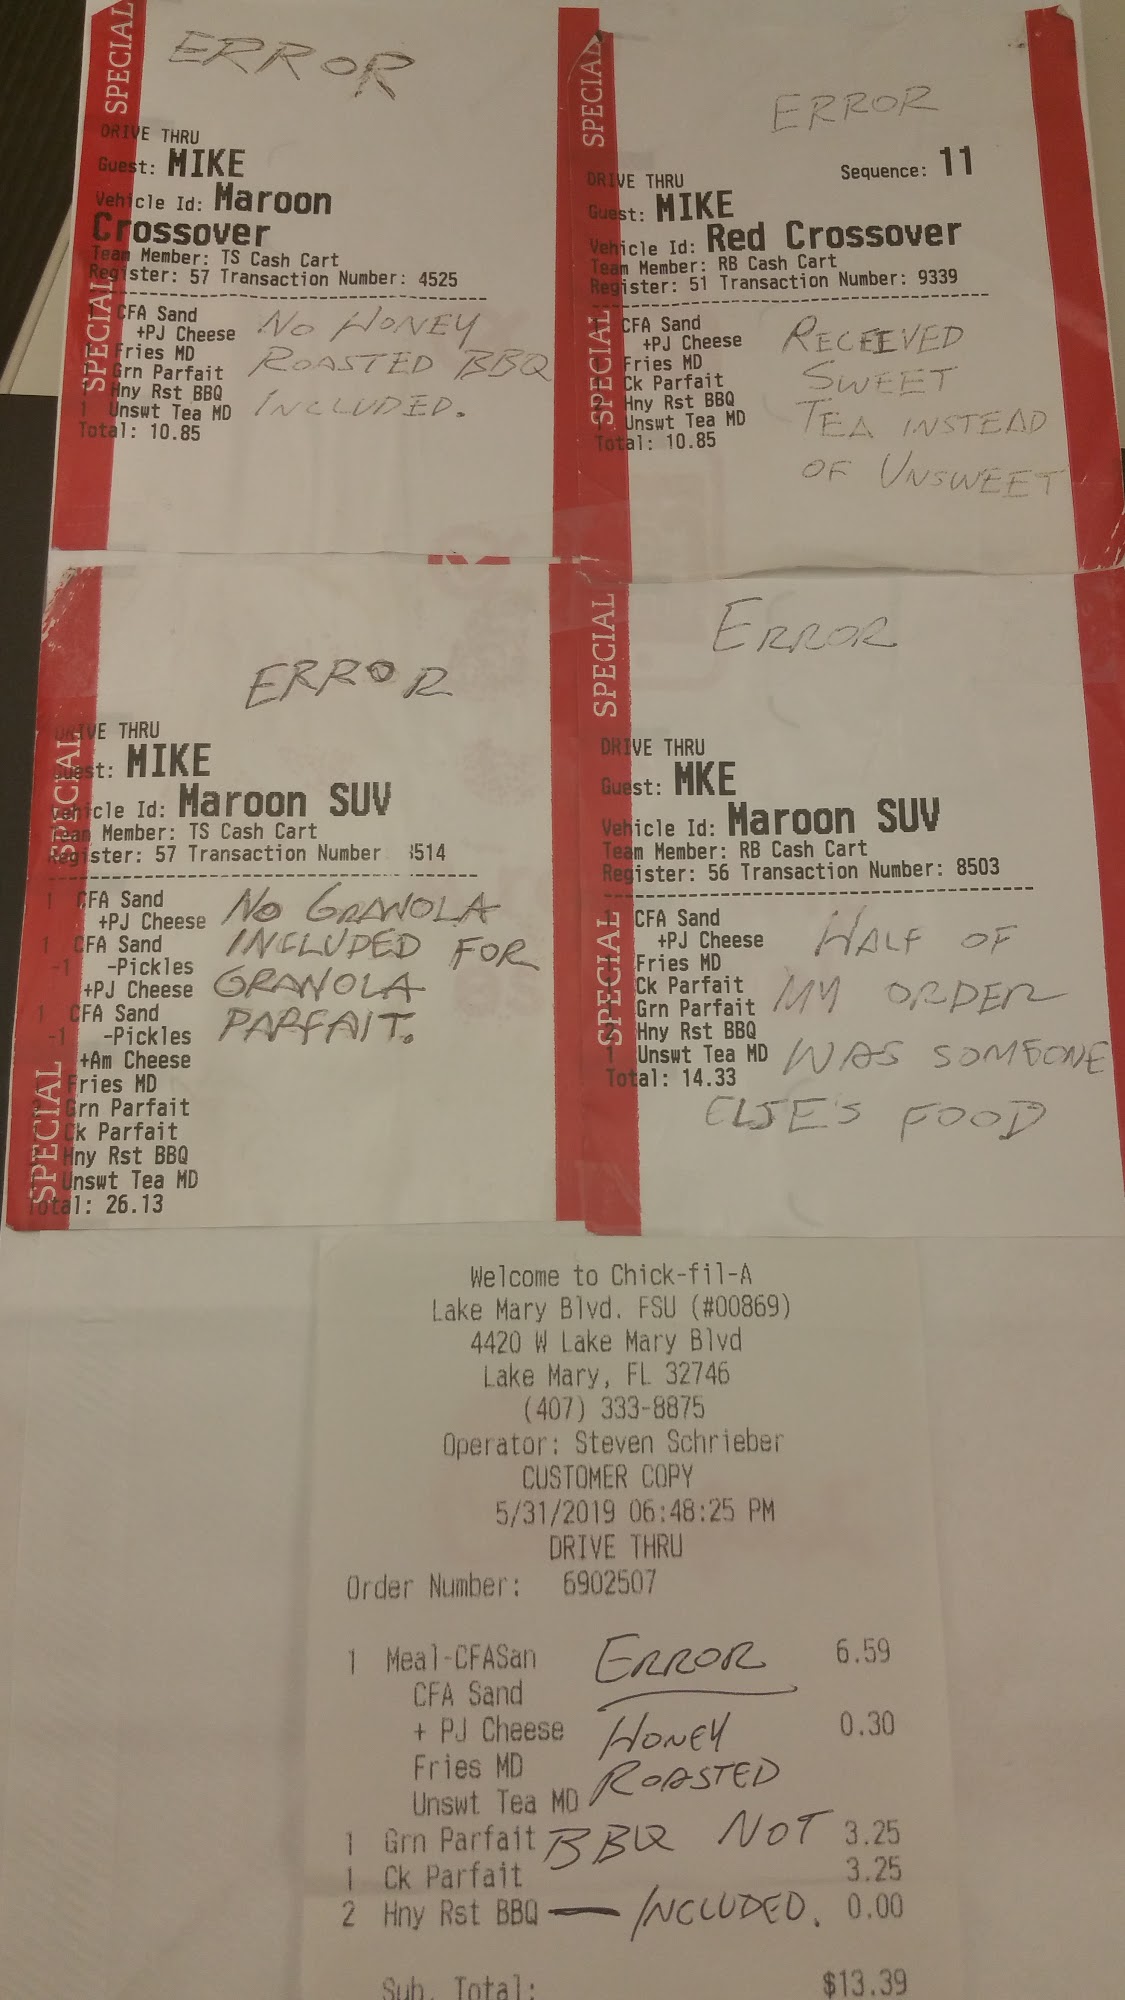 SPECIAL
ERROR
DRIVE THRU
Guest: MIKE
Vehicle Id: Maroon
Crossover
Team Member: TS Cash Cart
Register: 57 Transaction Number: 4525
SPECIAL
1 CFA Sand
+PJ Cheese
Fries MD
Grn Parfait
Hny Rst BBQ
1 Unswt Tea MD
Total: 10.85
NO HONEY
ROASTED BBQ
INCLUDED.
SPECIAL
ERROR
Sequence: 11
DRIVE THRU
Guest: MIKE
Vehicle Id: Red Crossover
Team Member: RB Cash Cart
Register: 51 Transaction Number: 9339
SPECIAL
1 CFA Sand
+PJ Cheese
Fries MD
Ck Parfait
2 Hny Rst BBQ
Unswt Tea MD
Total: 10.85
RECEIVED
SWEET
TEA INSTEAD
OF UNSWEET
ERROR
DRIVE THRU
Guest: MIKE
Vehicle Id: Maroon SUV
Team Member: TS Cash Cart
Register: 57 Transaction Number 514
SPECIAL
1 CFA Sand
+PJ Cheese
1 CFA Sand
-1 -Pickles
+PJ Cheese
1 CFA Sand
-1 -Pickles
+Am Cheese
Fries MD
Grn Parfait
Ck Parfait
Hny Rst BBQ
Unswt Tea MD
Total: 26.13
SPECIAL
NO GRANOLA
INCLUDED FOR
GRANOLA
PARFAIT.
SPECIAL
ERROR
DRIVE THRU
Guest: MKE
Vehicle Id: Maroon SUV
Team Member: RB Cash Cart
Register: 56 Transaction Number: 8503
SPECIAL
1 CFA Sand
+PJ Cheese
Fries MD
Ck Parfait
Grn Parfait
2 Hny Rst BBQ
1 Unswt Tea MD
Total: 14.33
HALF OF
MY ORDER
WAS SOMEONE
ELSE'S FOOD
Welcome to Chick-fil-A
Lake Mary Blvd. FSU (#00869)
4420 W Lake Mary Blvd
Lake Mary, FL 32746
(407) 333-8875
Operator: Steven Schrieber
CUSTOMER COPY
5/31/2019 06:48:25 PM
DRIVE THRU
Order Number: 6902507
1 Meal-CFASan 6.59
CFA Sand
+ PJ Cheese 0.30
Fries MD
Unswt Tea MD
1 Grn Parfait 3.25
1 Ck Parfait 3.25
2 Hny Rst BBQ 0.00
Sub. Total: $13.39
ERROR
HONEY
ROASTED
BBQ NOT
INCLUDED.